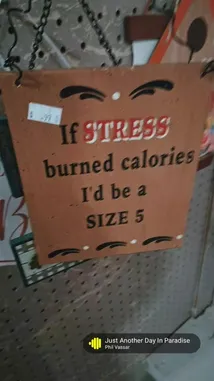 If STRESS
burned calories
I'd be a
SIZE 5
Just Another Day In Paradise
Phil Vassar